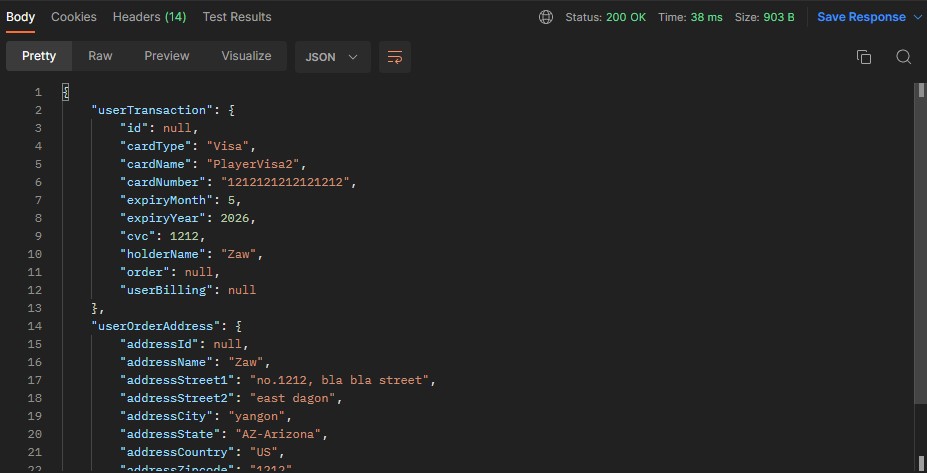 Body Cookies Headers (14) Test Results Status: 200 OK Time: 38 ms Size: 903 B Save Response
Pretty Raw Preview Visualize JSON
1 {
2 "userTransaction": {
3 "id": null,
4 "cardType": "Visa",
5 "cardName": "PlayerVisa2",
6 "cardNumber": "1212121212121212",
7 "expiryMonth": 5,
8 "expiryYear": 2026,
9 "cvc": 1212,
10 "holderName": "Zaw",
11 "order": null,
12 "userBilling": null
13 },
14 "userOrderAddress": {
15 "addressId": null,
16 "addressName": "Zaw",
17 "addressStreet1": "no.1212, bla bla street",
18 "addressStreet2": "east dagon",
19 "addressCity": "yangon",
20 "addressState": "AZ-Arizona",
21 "addressCountry": "US",
22 "addressZipcode": "1212"